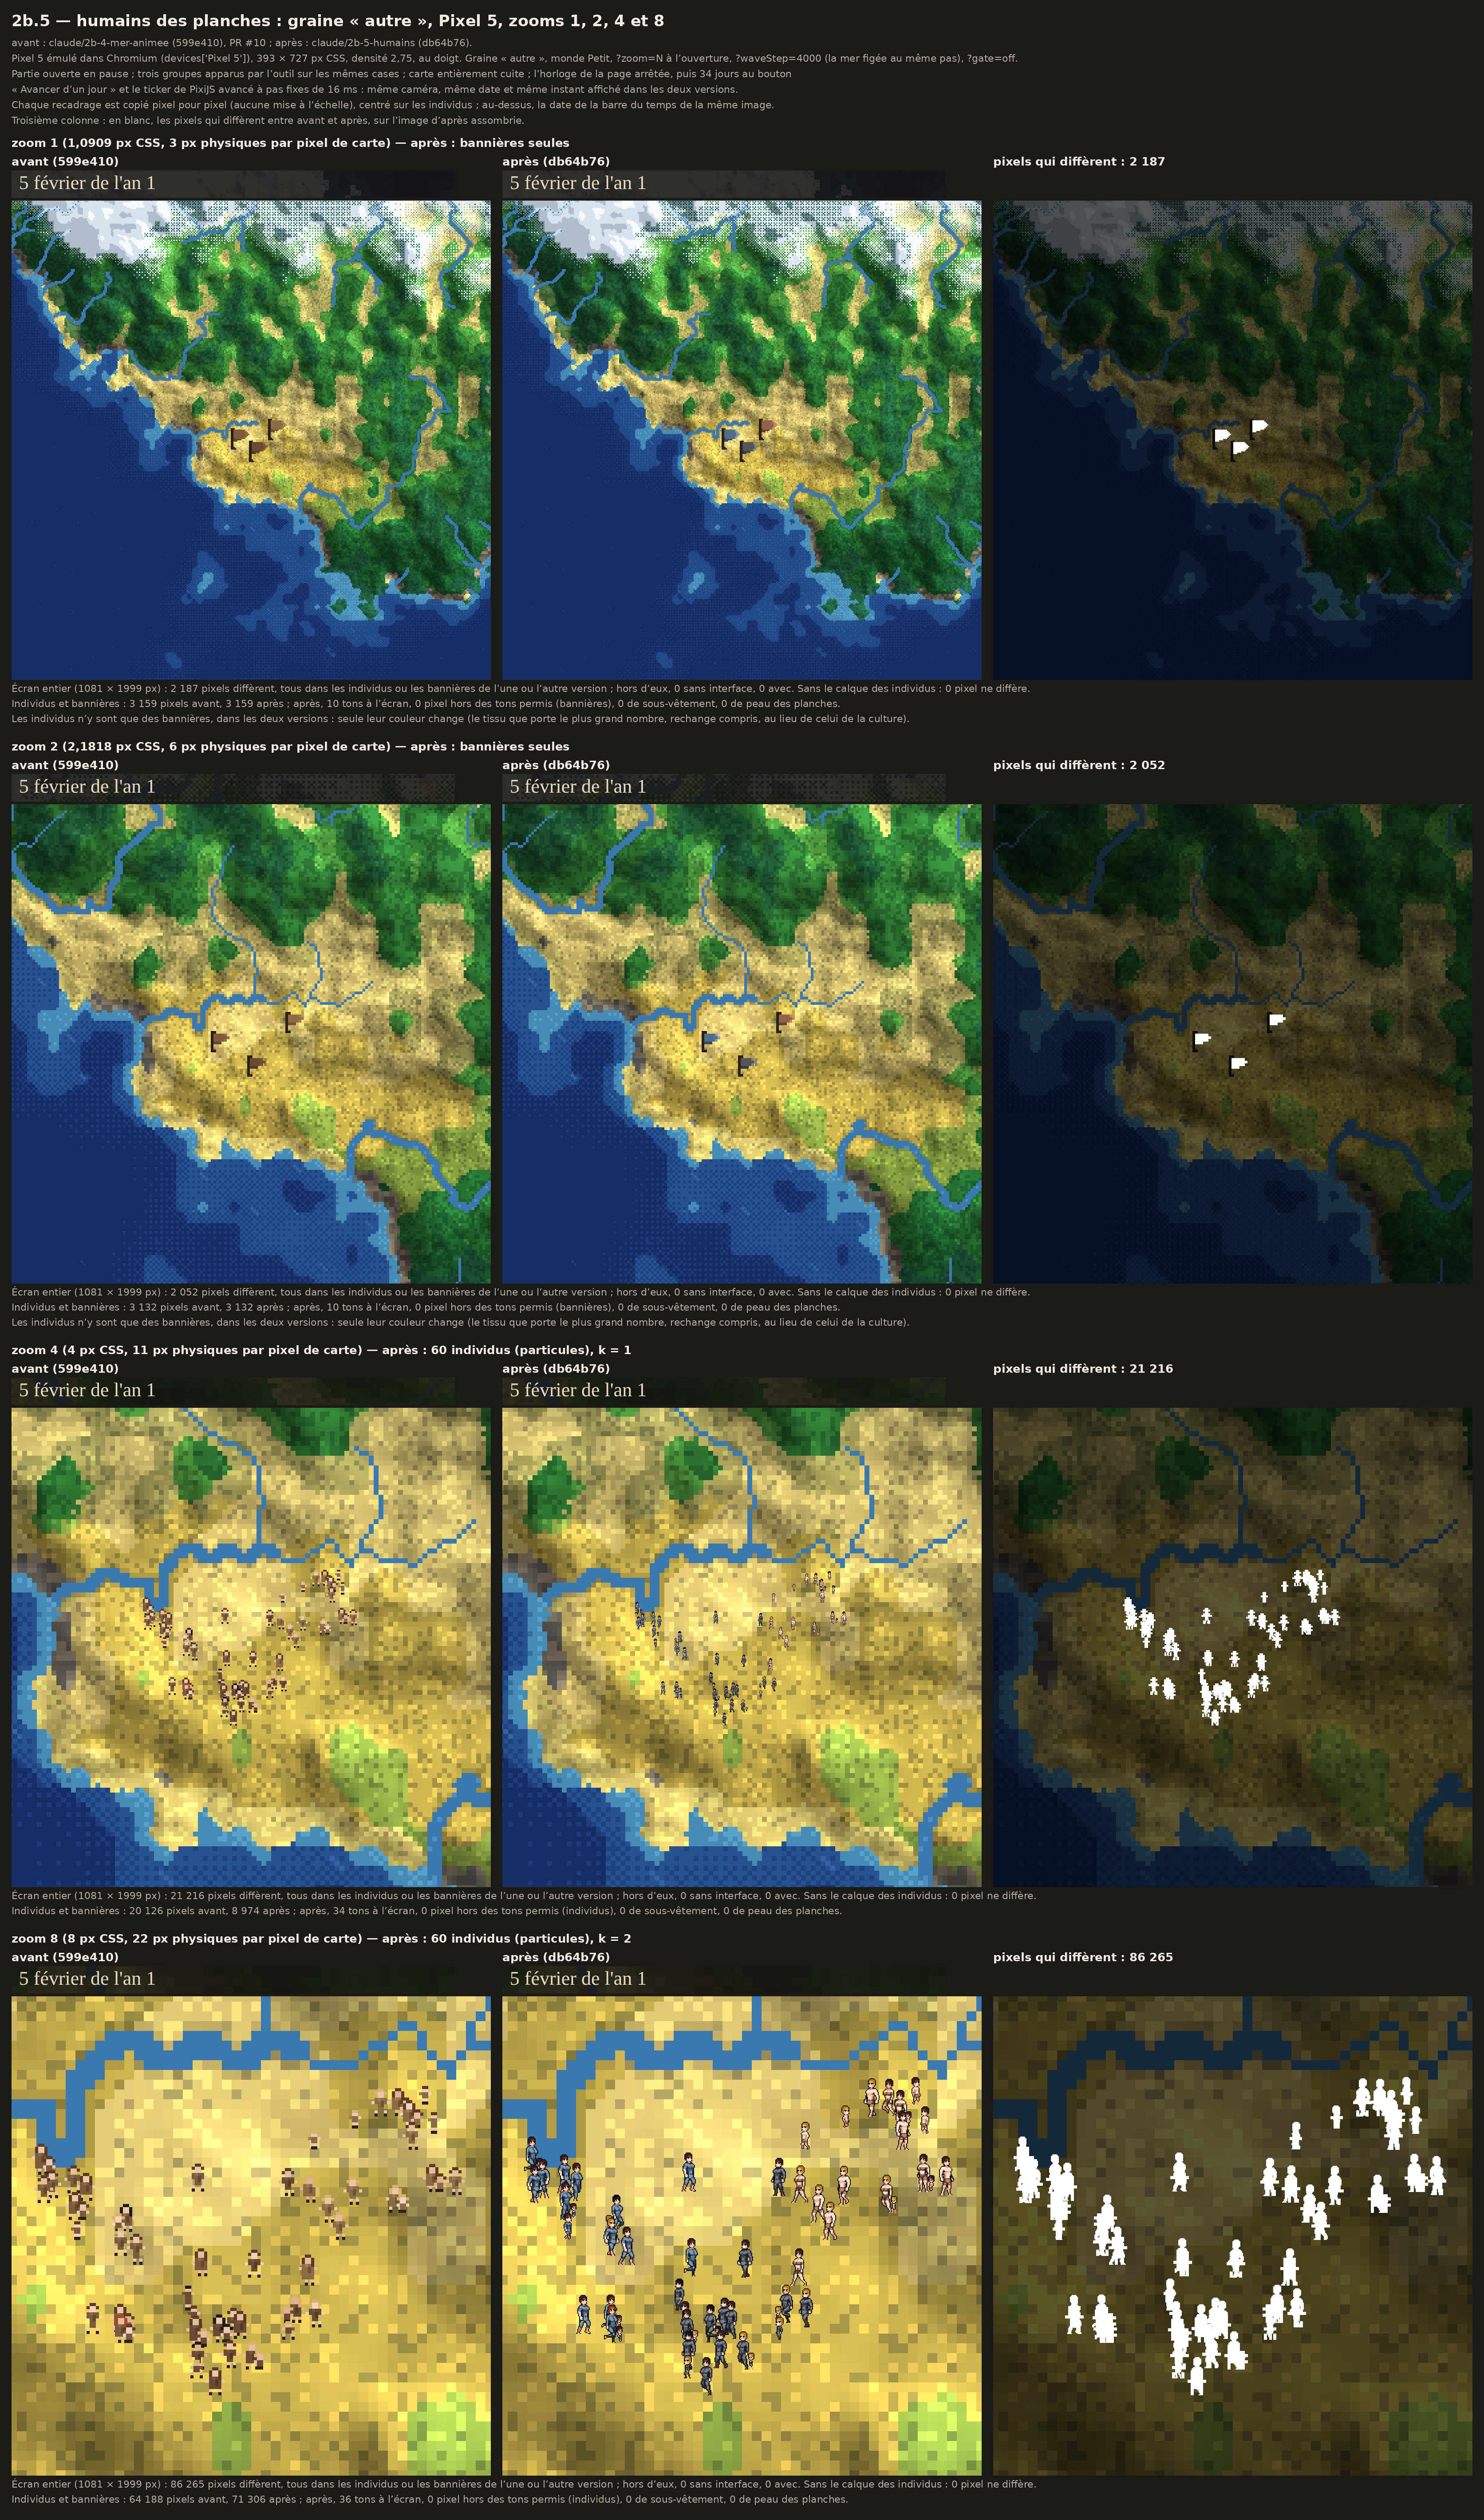 2b.5 — humains des planches : graine « autre », Pixel 5, zooms 1, 2, 4 et 8
avant : claude/2b-4-mer-animee (599e410), PR #10 ; après : claude/2b-5-humains (db64b76).
Pixel 5 émulé dans Chromium (devices['Pixel 5']), 393 × 727 px CSS, densité 2,75, au doigt. Graine « autre », monde Petit, ?zoom=N à l’ouverture, ?waveStep=4000 (la mer figée au même pas), ?gate=off.
Partie ouverte en pause ; trois groupes apparus par l’outil sur les mêmes cases ; carte entièrement cuite ; l’horloge de la page arrêtée, puis 34 jours au bouton
« Avancer d’un jour » et le ticker de PixiJS avancé à pas fixes de 16 ms : même caméra, même date et même instant affiché dans les deux versions.
Chaque recadrage est copié pixel pour pixel (aucune mise à l’échelle), centré sur les individus ; au-dessus, la date de la barre du temps de la même image.
Troisième colonne : en blanc, les pixels qui diffèrent entre avant et après, sur l’image d’après assombrie.
zoom 1 (1,0909 px CSS, 3 px physiques par pixel de carte) — après : bannières seules
avant (599e410)
après (db64b76)
pixels qui diffèrent : 2 187
5 février de l'an 1
5 février de l'an 1
Écran entier (1081 × 1999 px) : 2 187 pixels diffèrent, tous dans les individus ou les bannières de l’une ou l’autre version ; hors d’eux, 0 sans interface, 0 avec. Sans le calque des individus : 0 pixel ne diffère.
Individus et bannières : 3 159 pixels avant, 3 159 après ; après, 10 tons à l’écran, 0 pixel hors des tons permis (bannières), 0 de sous-vêtement, 0 de peau des planches.
Les individus n’y sont que des bannières, dans les deux versions : seule leur couleur change (le tissu que porte le plus grand nombre, rechange compris, au lieu de celui de la culture).
zoom 2 (2,1818 px CSS, 6 px physiques par pixel de carte) — après : bannières seules
avant (599e410)
après (db64b76)
pixels qui diffèrent : 2 052
5 février de l'an 1
5 février de l'an 1
Écran entier (1081 × 1999 px) : 2 052 pixels diffèrent, tous dans les individus ou les bannières de l’une ou l’autre version ; hors d’eux, 0 sans interface, 0 avec. Sans le calque des individus : 0 pixel ne diffère.
Individus et bannières : 3 132 pixels avant, 3 132 après ; après, 10 tons à l’écran, 0 pixel hors des tons permis (bannières), 0 de sous-vêtement, 0 de peau des planches.
Les individus n’y sont que des bannières, dans les deux versions : seule leur couleur change (le tissu que porte le plus grand nombre, rechange compris, au lieu de celui de la culture).
zoom 4 (4 px CSS, 11 px physiques par pixel de carte) — après : 60 individus (particules), k = 1
avant (599e410)
après (db64b76)
pixels qui diffèrent : 21 216
5 février de l'an 1
5 février de l'an 1
Écran entier (1081 × 1999 px) : 21 216 pixels diffèrent, tous dans les individus ou les bannières de l’une ou l’autre version ; hors d’eux, 0 sans interface, 0 avec. Sans le calque des individus : 0 pixel ne diffère.
Individus et bannières : 20 126 pixels avant, 8 974 après ; après, 34 tons à l’écran, 0 pixel hors des tons permis (individus), 0 de sous-vêtement, 0 de peau des planches.
zoom 8 (8 px CSS, 22 px physiques par pixel de carte) — après : 60 individus (particules), k = 2
avant (599e410)
après (db64b76)
pixels qui diffèrent : 86 265
5 février de l'an 1
5 février de l'an 1
Écran entier (1081 × 1999 px) : 86 265 pixels diffèrent, tous dans les individus ou les bannières de l’une ou l’autre version ; hors d’eux, 0 sans interface, 0 avec. Sans le calque des individus : 0 pixel ne diffère.
Individus et bannières : 64 188 pixels avant, 71 306 après ; après, 36 tons à l’écran, 0 pixel hors des tons permis (individus), 0 de sous-vêtement, 0 de peau des planches.